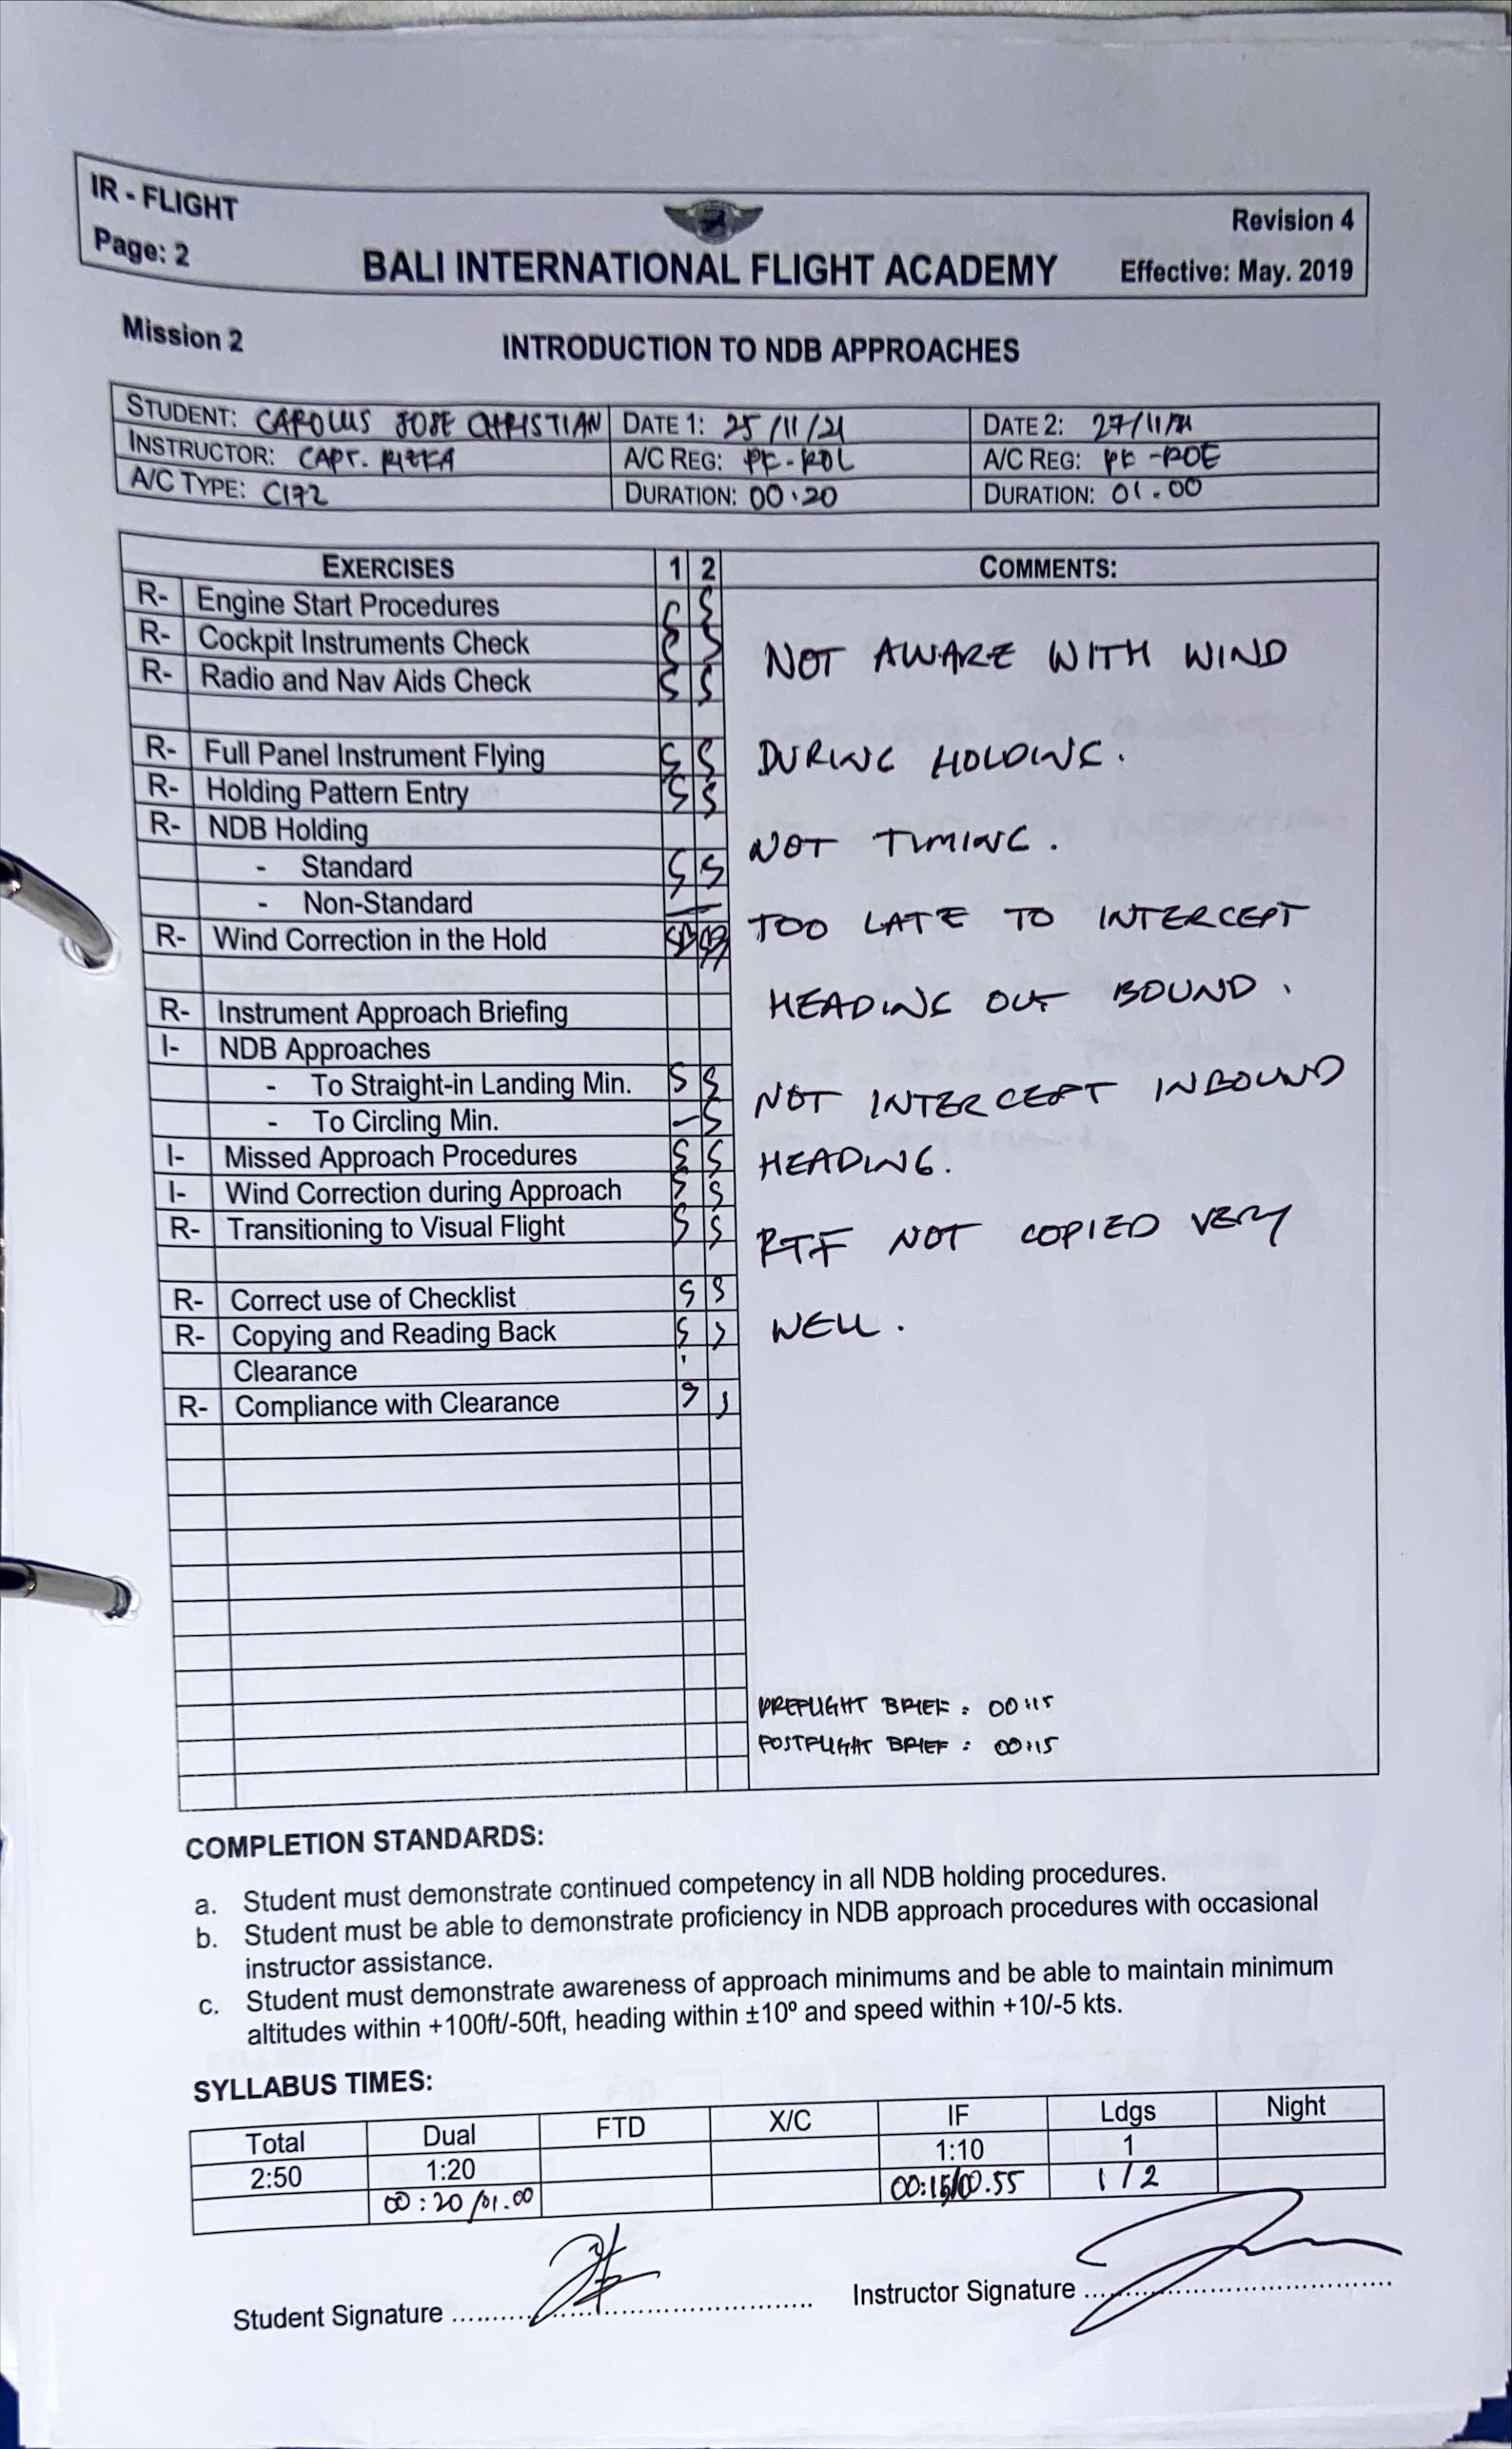 IR - FLIGHT
Page: 2
BALI INTERNATIONAL FLIGHT ACADEMY
Revision 4
Effective: May. 2019
Mission 2
INTRODUCTION TO NDB APPROACHES
STUDENT: CAROLUS JOSE CHRISTIAN DATE 1: 25/11/21 DATE 2: 27/11/21
INSTRUCTOR: CAPT. RIZKA A/C REG: PK-ROL A/C REG: PK-ROE
A/C TYPE: C172 DURATION: 00:20 DURATION: 01.00
EXERCISES 1 2 COMMENTS:
R- Engine Start Procedures S S
R- Cockpit Instruments Check S S
R- Radio and Nav Aids Check S S
R- Full Panel Instrument Flying S S
R- Holding Pattern Entry S S
R- NDB Holding
- Standard S S
- Non-Standard —
R- Wind Correction in the Hold
R- Instrument Approach Briefing
I- NDB Approaches
- To Straight-in Landing Min. S S
- To Circling Min. — S
I- Missed Approach Procedures S S
I- Wind Correction during Approach S S
R- Transitioning to Visual Flight S S
R- Correct use of Checklist S S
R- Copying and Reading Back S S
Clearance
R- Compliance with Clearance S S
NOT AWARE WITH WIND
DURING HOLDING.
NOT TIMING.
TOO LATE TO INTERCEPT
HEADING OUT BOUND.
NOT INTERCEPT INBOUND
HEADING.
RTF NOT COPIED VERY
WELL.
PREFLIGHT BRIEF : 00:15
POSTFLIGHT BRIEF : 00:15
COMPLETION STANDARDS:
a. Student must demonstrate continued competency in all NDB holding procedures.
b. Student must be able to demonstrate proficiency in NDB approach procedures with occasional
instructor assistance.
c. Student must demonstrate awareness of approach minimums and be able to maintain minimum
altitudes within +100ft/-50ft, heading within ±10º and speed within +10/-5 kts.
SYLLABUS TIMES:
Total Dual FTD X/C IF Ldgs Night
2:50 1:20 1:10 1
00:20/01.00 00:15/00.55 1/2
Student Signature
Instructor Signature